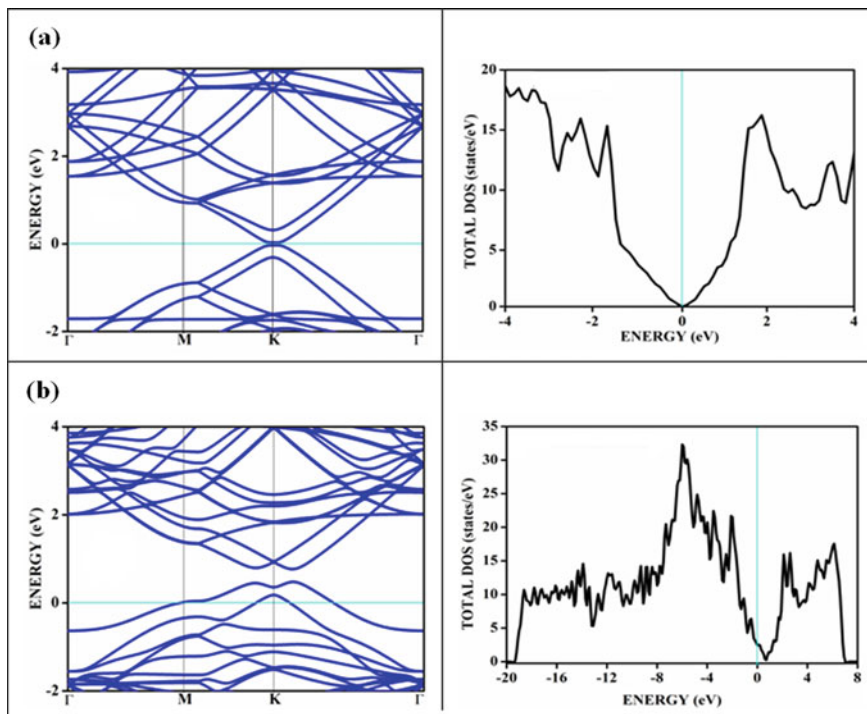 (a)
ENERGY (eV)
4
2
0
-2
Γ M K Γ
TOTAL DOS (states/eV)
20
15
10
5
0
-4 -2 0 2 4
ENERGY (eV)
(b)
ENERGY (eV)
4
2
0
-2
Γ M K Γ
TOTAL DOS (states/eV)
35
30
25
20
15
10
5
0
-20 -16 -12 -8 -4 0 4 8
ENERGY (eV)